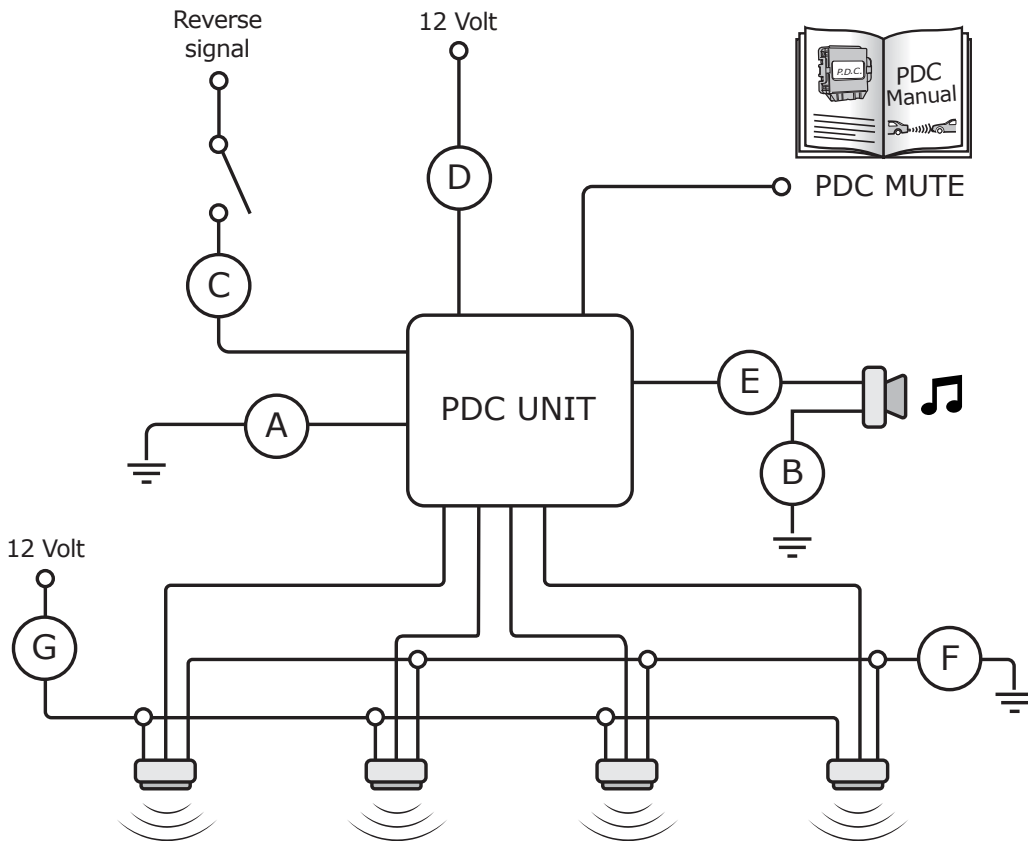 Reverse
signal
12 Volt
P.D.C.
PDC
Manual
PDC MUTE
D
C
PDC UNIT
E
A
B
12 Volt
G
F